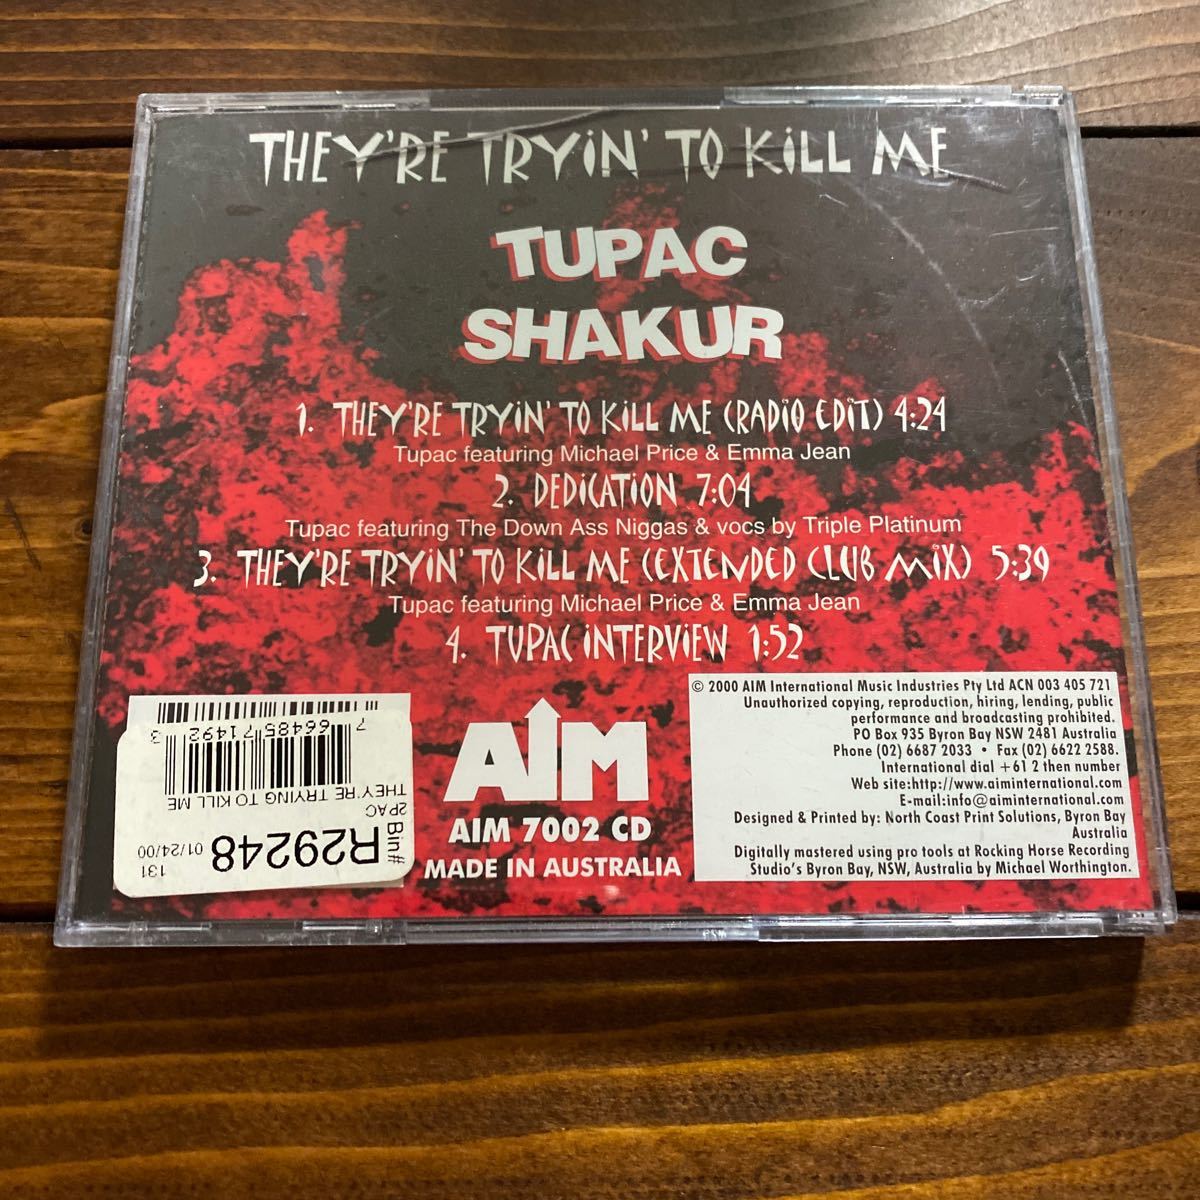 THEY'RE TRYiN' TO KiLL ME
TUPAC
SHAKUR
1. THEY'RE TRYiN' TO KiLL ME (RADiO EDiT) 4:24
Tupac featuring Michael Price & Emma Jean
2. DEDiCATiON 7:04
Tupac featuring The Down Ass Niggas & vocs by Triple Platinum
3. THEY'RE TRYiN' TO KiLL ME (EXTENDED CLUB MiX) 5:39
Tupac featuring Michael Price & Emma Jean
4. TUPAC iNTERViEW 1:52
© 2000 AIM International Music Industries Pty Ltd ACN 003 405 721
Unauthorized copying, reproduction, hiring, lending, public
performance and broadcasting prohibited.
PO Box 935 Byron Bay NSW 2481 Australia
Phone (02) 6687 2033 • Fax (02) 6622 2588.
International dial +61 2 then number
Web site:http://www.aiminternational.com
E-mail:info@aiminternational.com
Designed & Printed by: North Coast Print Solutions, Byron Bay
Australia
Digitally mastered using pro tools at Rocking Horse Recording
Studio's Byron Bay, NSW, Australia by Michael Worthington.
AIM
AIM 7002 CD
MADE IN AUSTRALIA
131
Bin# R29248 01/24/00
2PAC
THEY'RE TRYING TO KILL ME
7 66485 71492 3